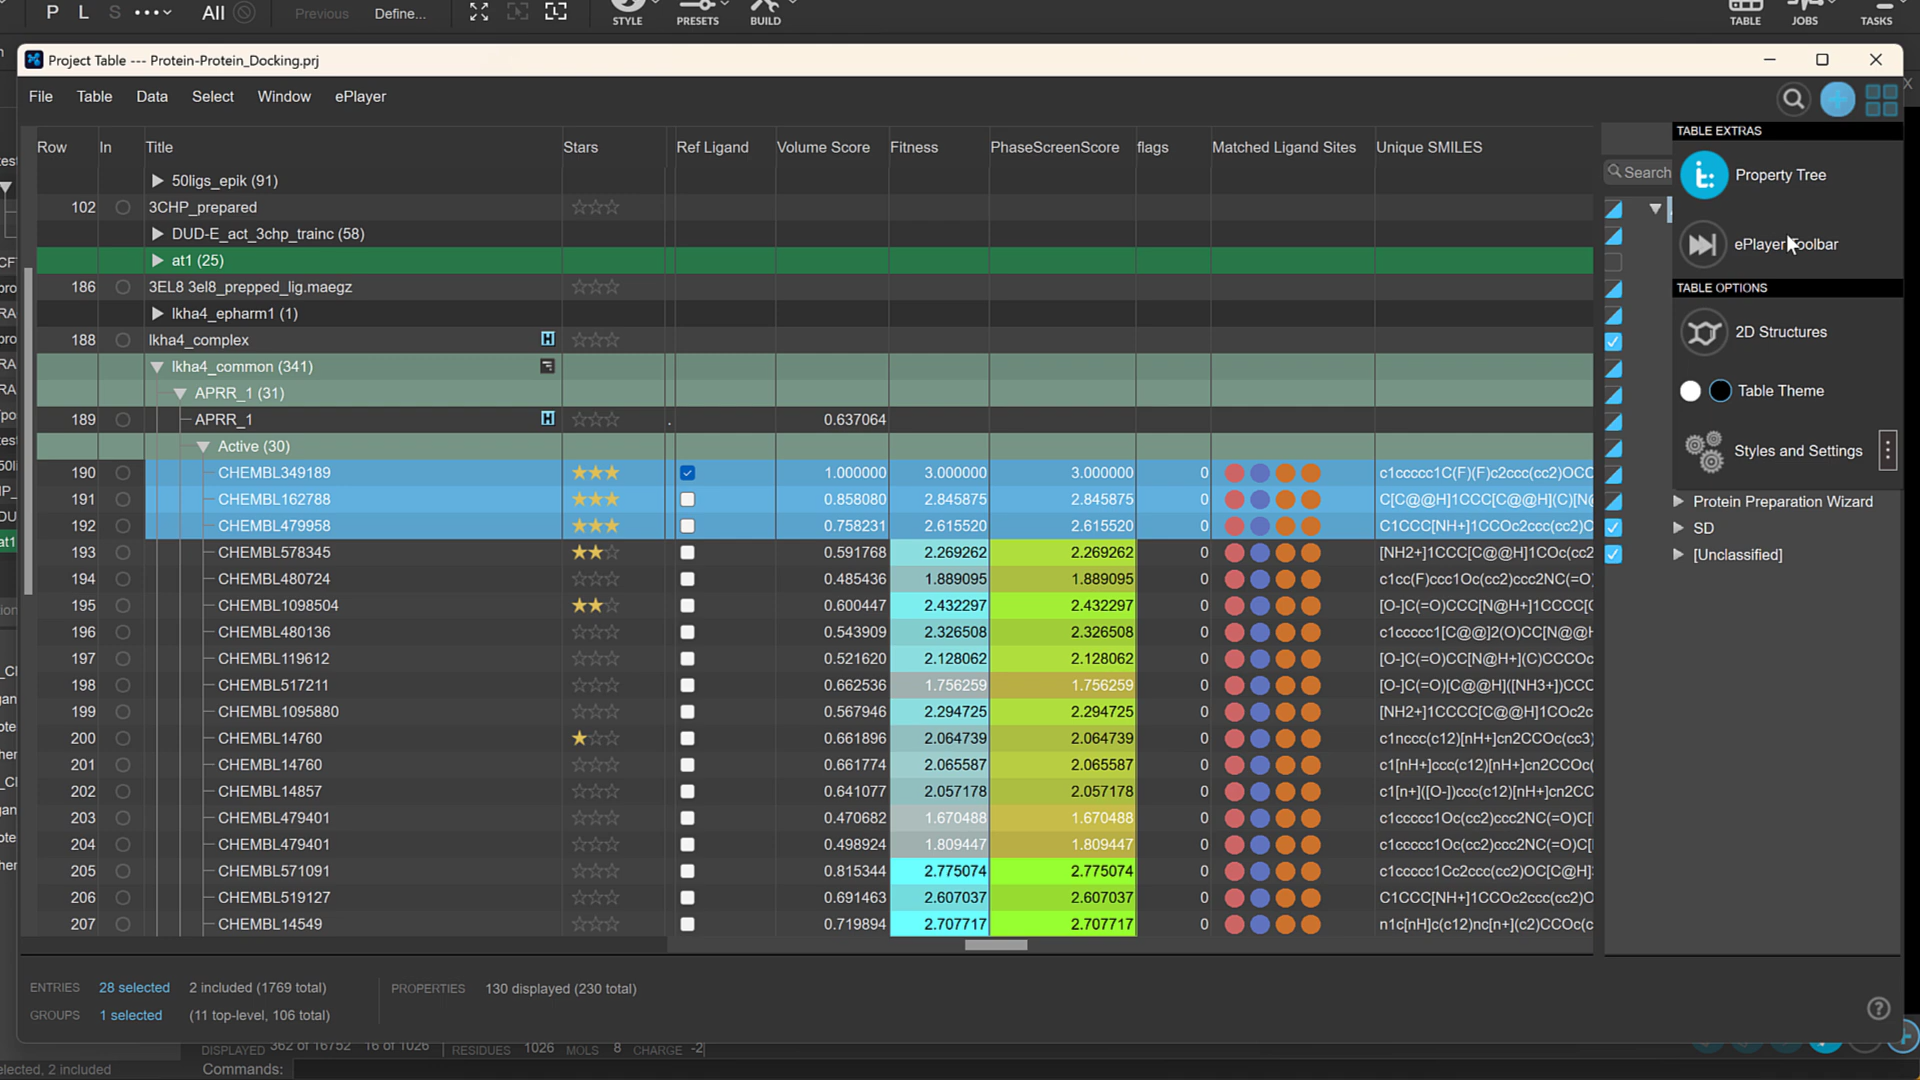 P L S All Previous Define... STYLE PRESETS BUILD TABLE JOBS TASKS
Project Table --- Protein-Protein_Docking.prj
File Table Data Select Window ePlayer
Row In Title Stars Ref Ligand Volume Score Fitness PhaseScreenScore flags Matched Ligand Sites Unique SMILES
50ligs_epik (91)
102 3CHP_prepared
DUD-E_act_3chp_trainc (58)
at1 (25)
186 3EL8 3el8_prepped_lig.maegz
lkha4_epharm1 (1)
188 lkha4_complex H
lkha4_common (341)
APRR_1 (31)
189 APRR_1 H 0.637064
Active (30)
190 CHEMBL349189 1.000000 3.000000 3.000000 0 c1ccccc1C(F)(F)c2ccc(cc2)OCC
191 CHEMBL162788 0.858080 2.845875 2.845875 0 C[C@@H]1CCC[C@@H](C)[N
192 CHEMBL479958 0.758231 2.615520 2.615520 0 C1CCC[NH+]1CCOc2ccc(cc2)O
193 CHEMBL578345 0.591768 2.269262 2.269262 0 [NH2+]1CCC[C@@H]1COc(cc2
194 CHEMBL480724 0.485436 1.889095 1.889095 0 c1cc(F)ccc1Oc(cc2)ccc2NC(=O)
195 CHEMBL1098504 0.600447 2.432297 2.432297 0 [O-]C(=O)CCC[N@H+]1CCCC[
196 CHEMBL480136 0.543909 2.326508 2.326508 0 c1ccccc1[C@@]2(O)CC[N@@H
197 CHEMBL119612 0.521620 2.128062 2.128062 0 [O-]C(=O)CC[N@H+](C)CCCOc
198 CHEMBL517211 0.662536 1.756259 1.756259 0 [O-]C(=O)[C@@H]([NH3+])CCC
199 CHEMBL1095880 0.567946 2.294725 2.294725 0 [NH2+]1CCCC[C@@H]1COc2c
200 CHEMBL14760 0.661896 2.064739 2.064739 0 c1nccc(c12)[nH+]cn2CCOc(cc3)
201 CHEMBL14760 0.661774 2.065587 2.065587 0 c1[nH+]ccc(c12)[nH+]cn2CCOc(
202 CHEMBL14857 0.641077 2.057178 2.057178 0 c1[n+]([O-])ccc(c12)[nH+]cn2CC
203 CHEMBL479401 0.470682 1.670488 1.670488 0 c1ccccc1Oc(cc2)ccc2NC(=O)C[
204 CHEMBL479401 0.498924 1.809447 1.809447 0 c1ccccc1Oc(cc2)ccc2NC(=O)C[
205 CHEMBL571091 0.815344 2.775074 2.775074 0 c1ccccc1Cc2ccc(cc2)OC[C@H]
206 CHEMBL519127 0.691463 2.607037 2.607037 0 C1CCC[NH+]1CCOc2ccc(cc2)O
207 CHEMBL14549 0.719894 2.707717 2.707717 0 n1c[nH]c(c12)nc[n+](c2)CCOc(c
TABLE EXTRAS
Search
Property Tree
ePlayer Toolbar
TABLE OPTIONS
2D Structures
Table Theme
Styles and Settings
Protein Preparation Wizard
SD
[Unclassified]
ENTRIES 28 selected 2 included (1769 total) PROPERTIES 130 displayed (230 total)
GROUPS 1 selected (11 top-level, 106 total)
DISPLAYED 362 of 16752 16 of 1026 RESIDUES 1026 MOLS 8 CHARGE -2
elected, 2 included Commands: